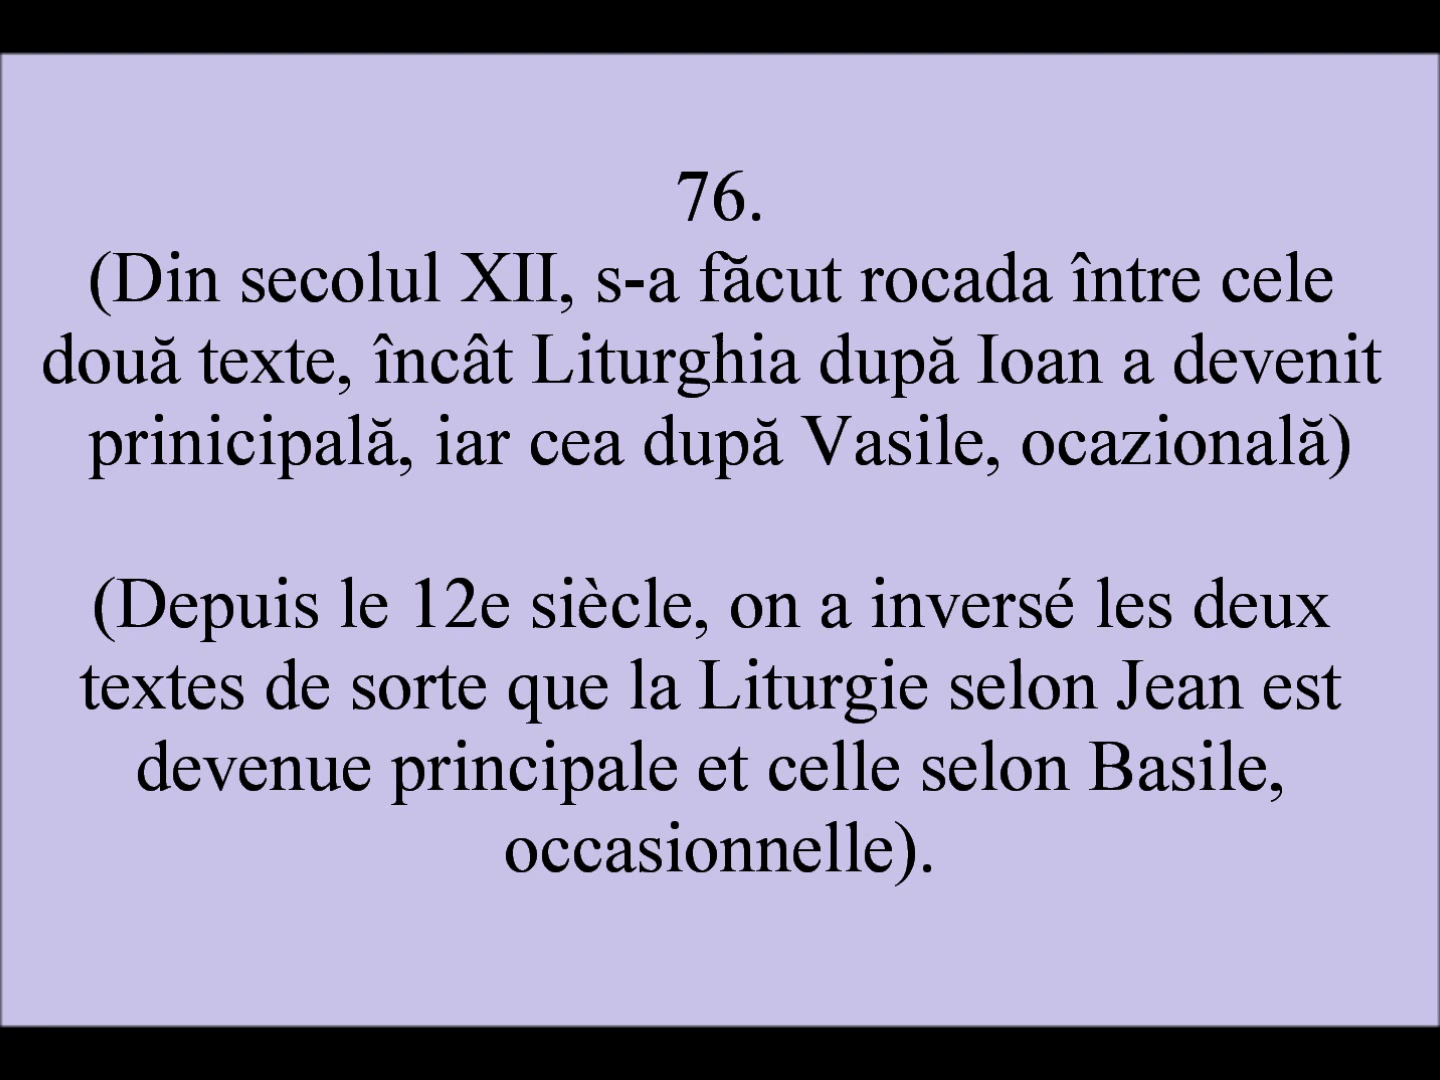 76.
(Din secolul XII, s-a făcut rocada între cele
două texte, încât Liturghia după Ioan a devenit
prinicipală, iar cea după Vasile, ocazională)
(Depuis le 12e siècle, on a inversé les deux
textes de sorte que la Liturgie selon Jean est
devenue principale et celle selon Basile,
occasionnelle).